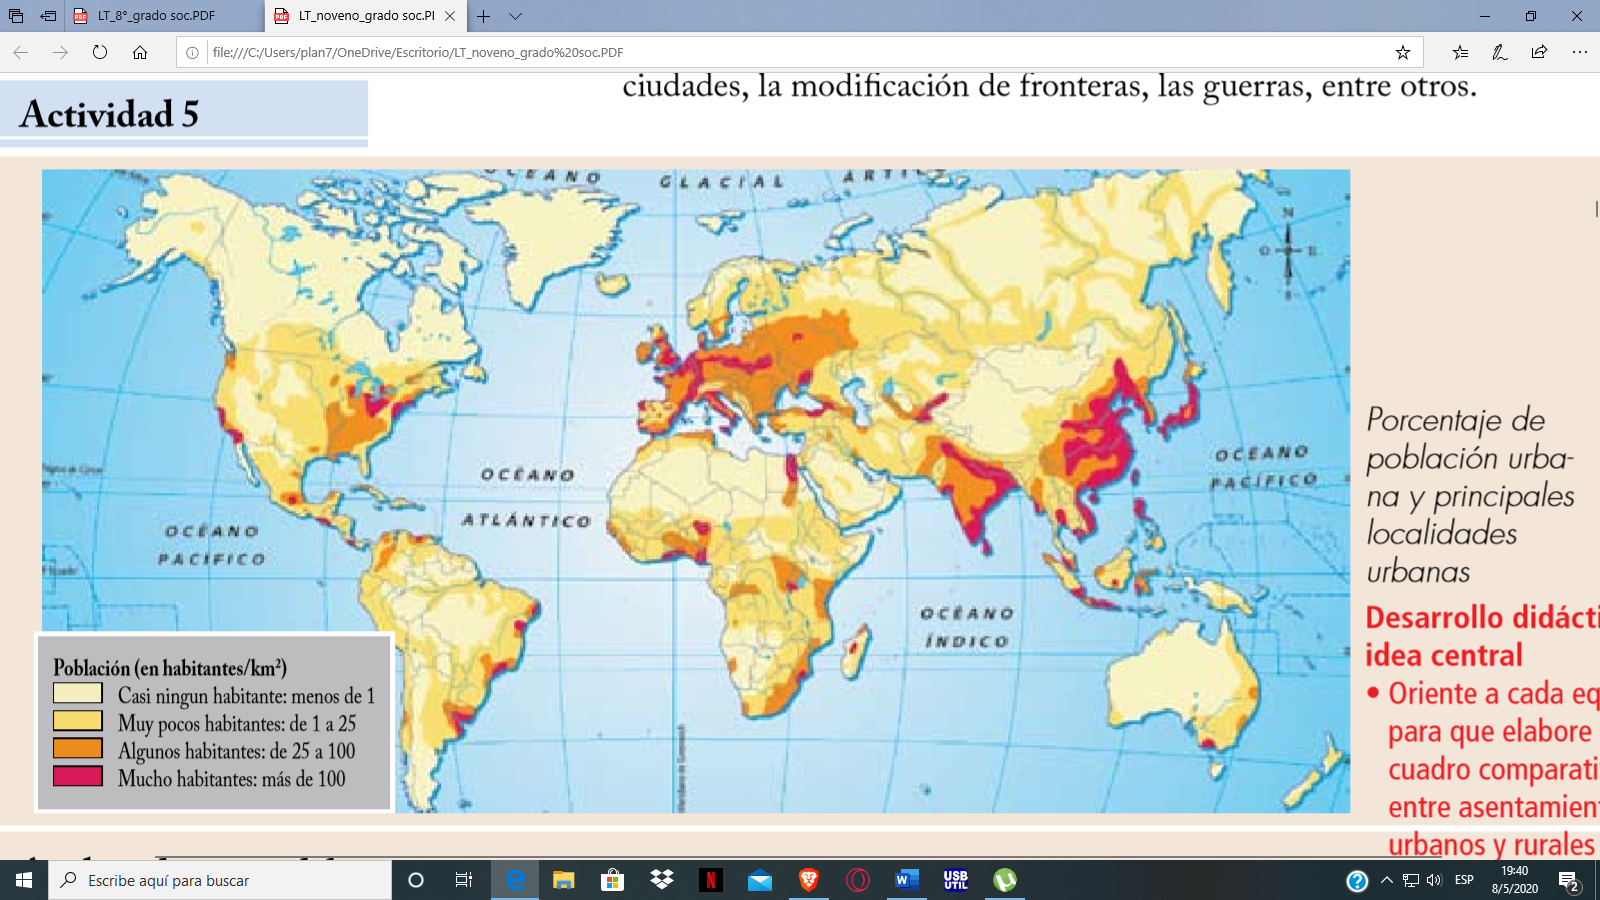 LT_8°_grado soc.PDF
LT_noveno_grado soc.PI
file:///C:/Users/plan7/OneDrive/Escritorio/LT_noveno_grado%20soc.PDF
ciudades, la modificación de fronteras, las guerras, entre otros.
Actividad 5
GLACIAL
N
OCÉANO
ATLÁNTICO
OCÉANO
PACÍFICO
OCÉANO
PACÍFICO
OCÉANO
ÍNDICO
Población (en habitantes/km²)
Casi ningun habitante: menos de 1
Muy pocos habitantes: de 1 a 25
Algunos habitantes: de 25 a 100
Mucho habitantes: más de 100
Porcentaje de
población urba-
na y principales
localidades
urbanas
Desarrollo didácti
idea central
• Oriente a cada eq
para que elabore
cuadro comparati
entre asentamien
urbanos y rurales
Escribe aquí para buscar
USB
UTIL
ESP
19:40
8/5/2020
2